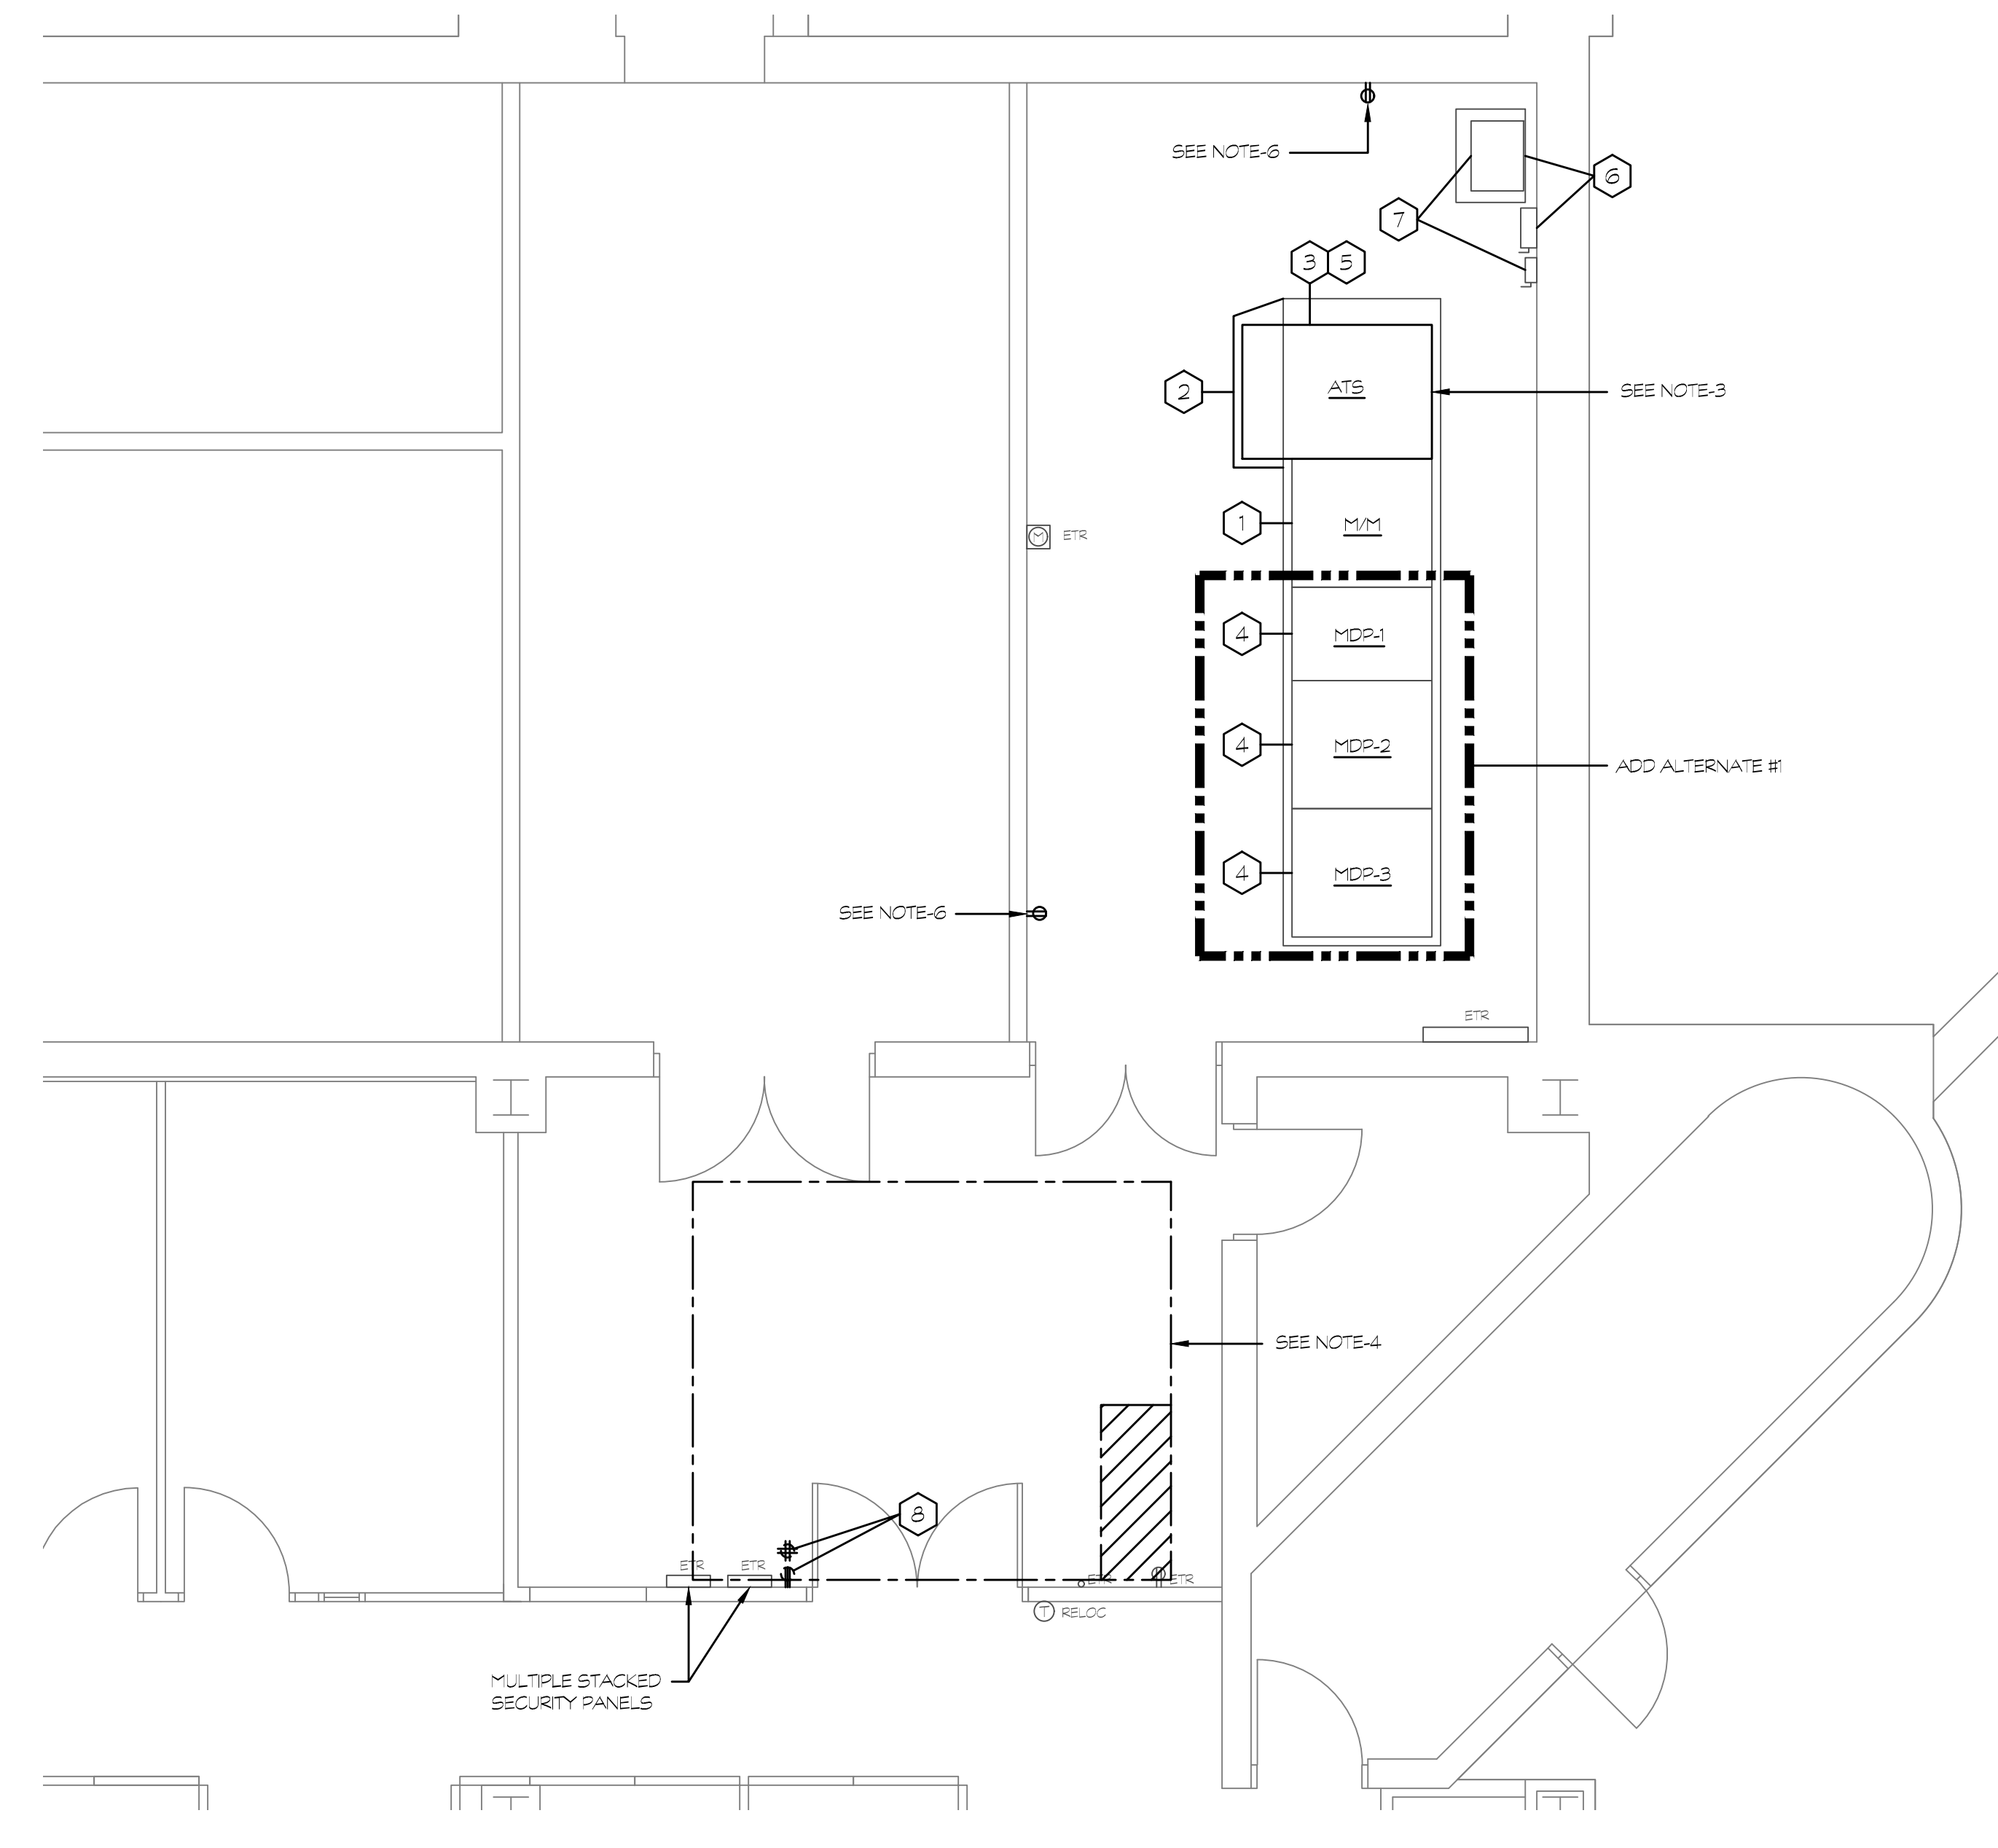 SEE NOTE-6
6
7
3 5
2
ATS
SEE NOTE-3
1
M/M
M ETR
4
MDP-1
4
MDP-2
ADD ALTERNATE #1
4
MDP-3
SEE NOTE-6
ETR
SEE NOTE-4
8
ETR
ETR
ETR
ETR
T RELOC
MULTIPLE STACKED
SECURITY PANELS